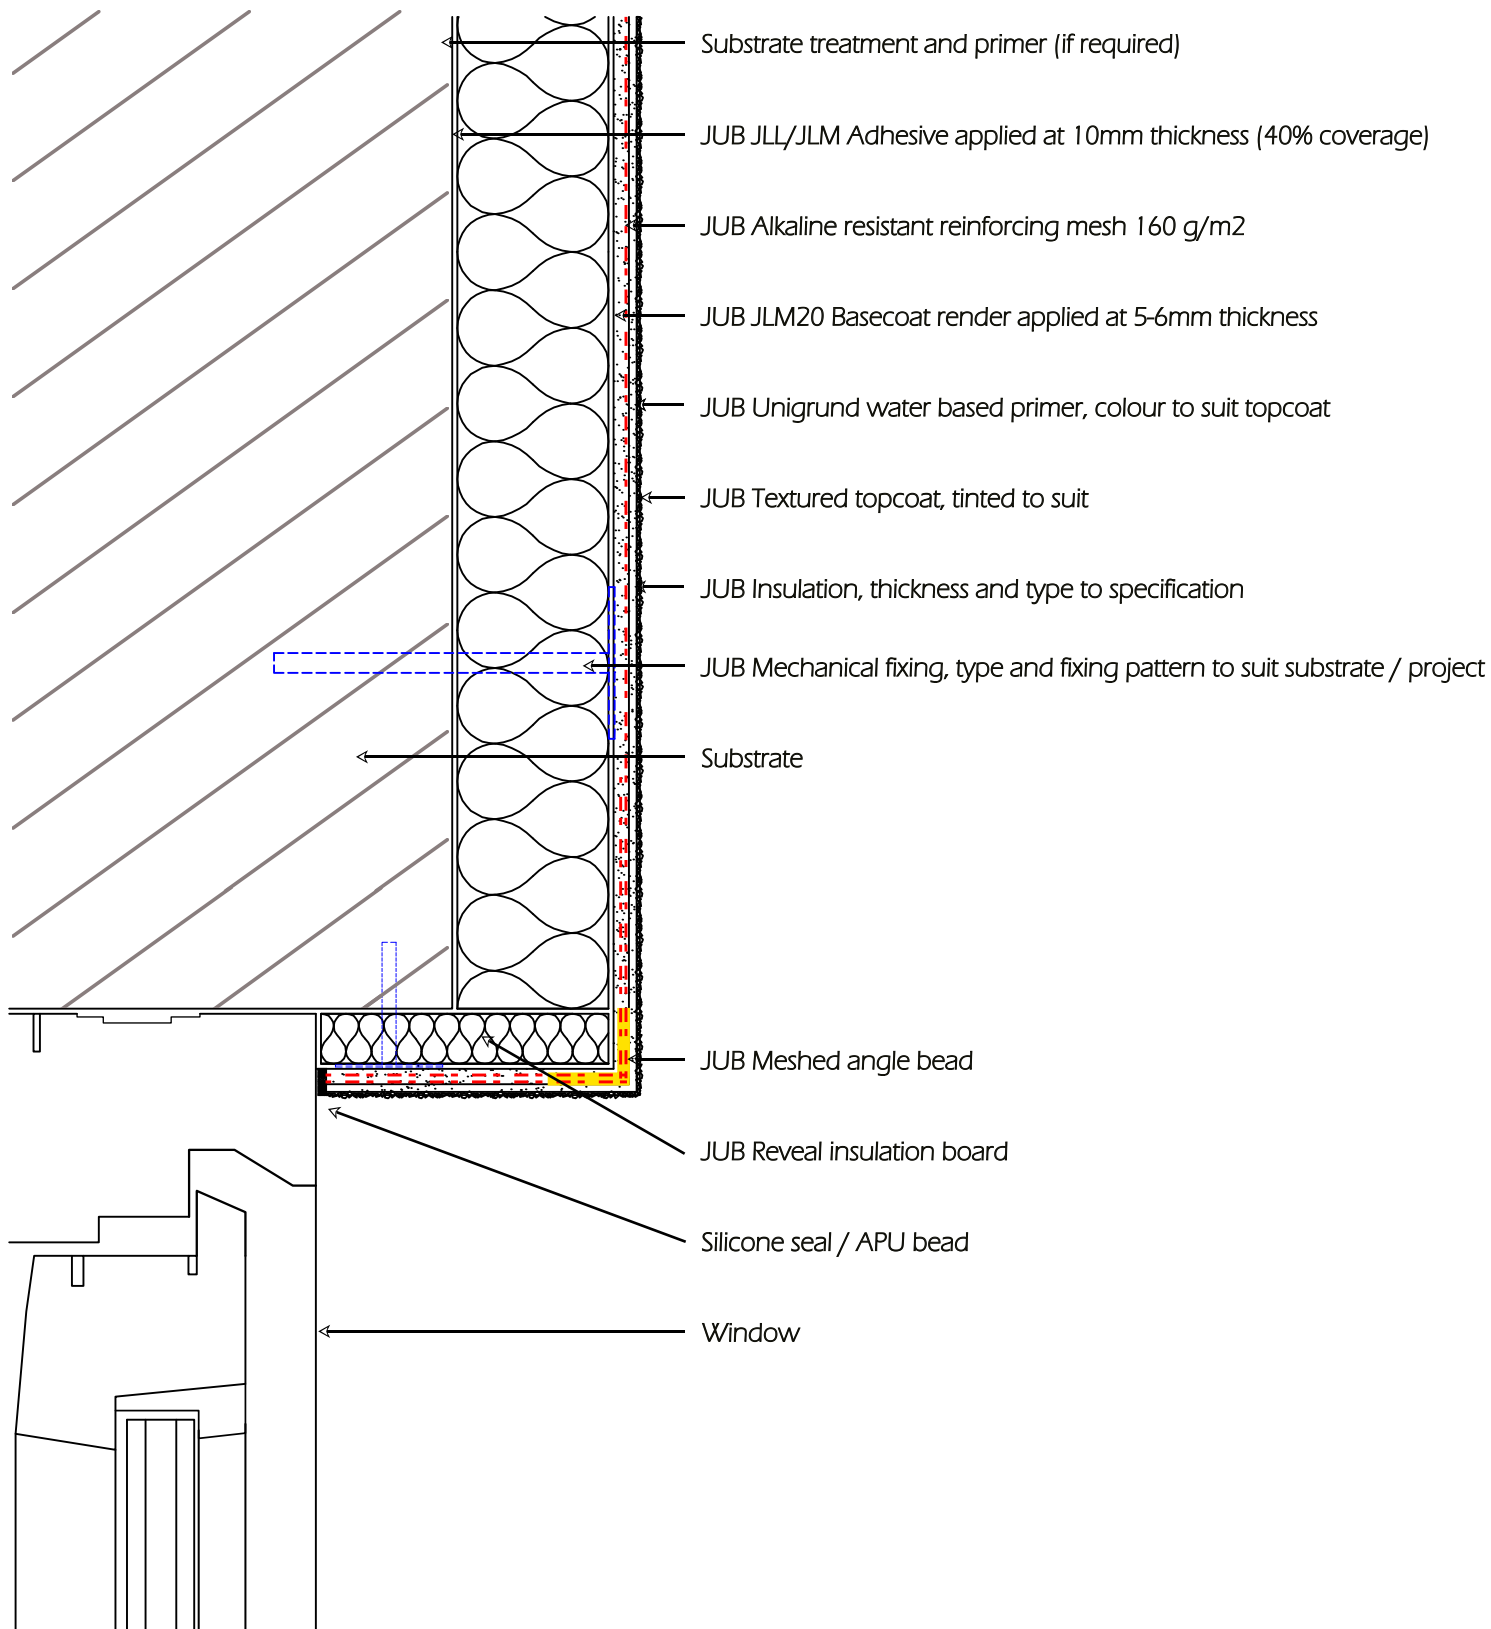 Substrate treatment and primer (if required)
JUB JLL/JLM Adhesive applied at 10mm thickness (40% coverage)
JUB Alkaline resistant reinforcing mesh 160 g/m2
JUB JLM20 Basecoat render applied at 5-6mm thickness
JUB Unigrund water based primer, colour to suit topcoat
JUB Textured topcoat, tinted to suit
JUB Insulation, thickness and type to specification
JUB Mechanical fixing, type and fixing pattern to suit substrate / project
Substrate
JUB Meshed angle bead
JUB Reveal insulation board
Silicone seal / APU bead
Window